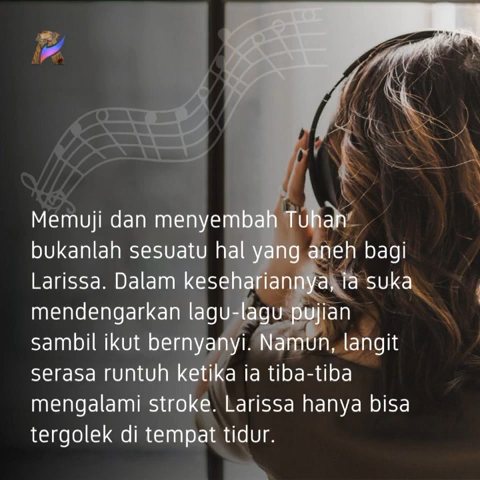 Memuji dan menyembah Tuhan
bukanlah sesuatu hal yang aneh bagi
Larissa. Dalam kesehariannya, ia suka
mendengarkan lagu-lagu pujian
sambil ikut bernyanyi. Namun, langit
serasa runtuh ketika ia tiba-tiba
mengalami stroke. Larissa hanya bisa
tergolek di tempat tidur.